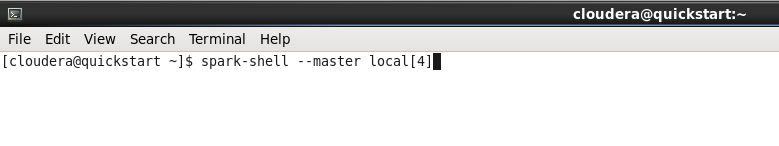 cloudera@quickstart:~
File Edit View Search Terminal Help
[cloudera@quickstart ~]$ spark-shell --master local[4]